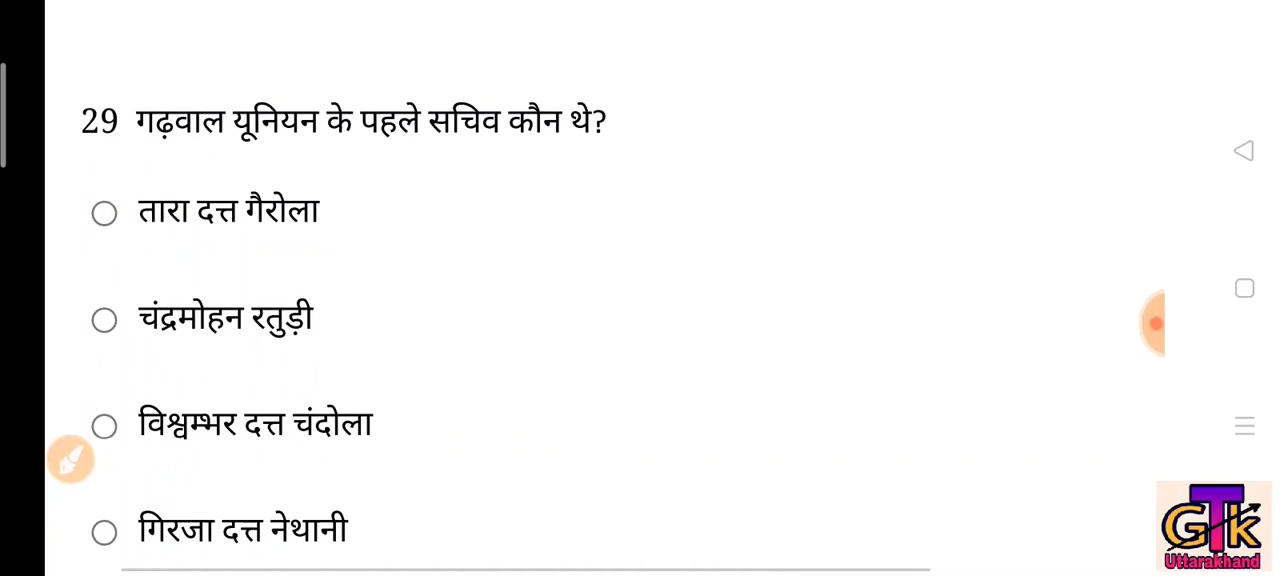 29 गढ़वाल यूनियन के पहले सचिव कौन थे?
तारा दत्त गैरोला
चंद्रमोहन रतुड़ी
विश्वम्भर दत्त चंदोला
गिरजा दत्त नेथानी
GTK
Uttarakhand